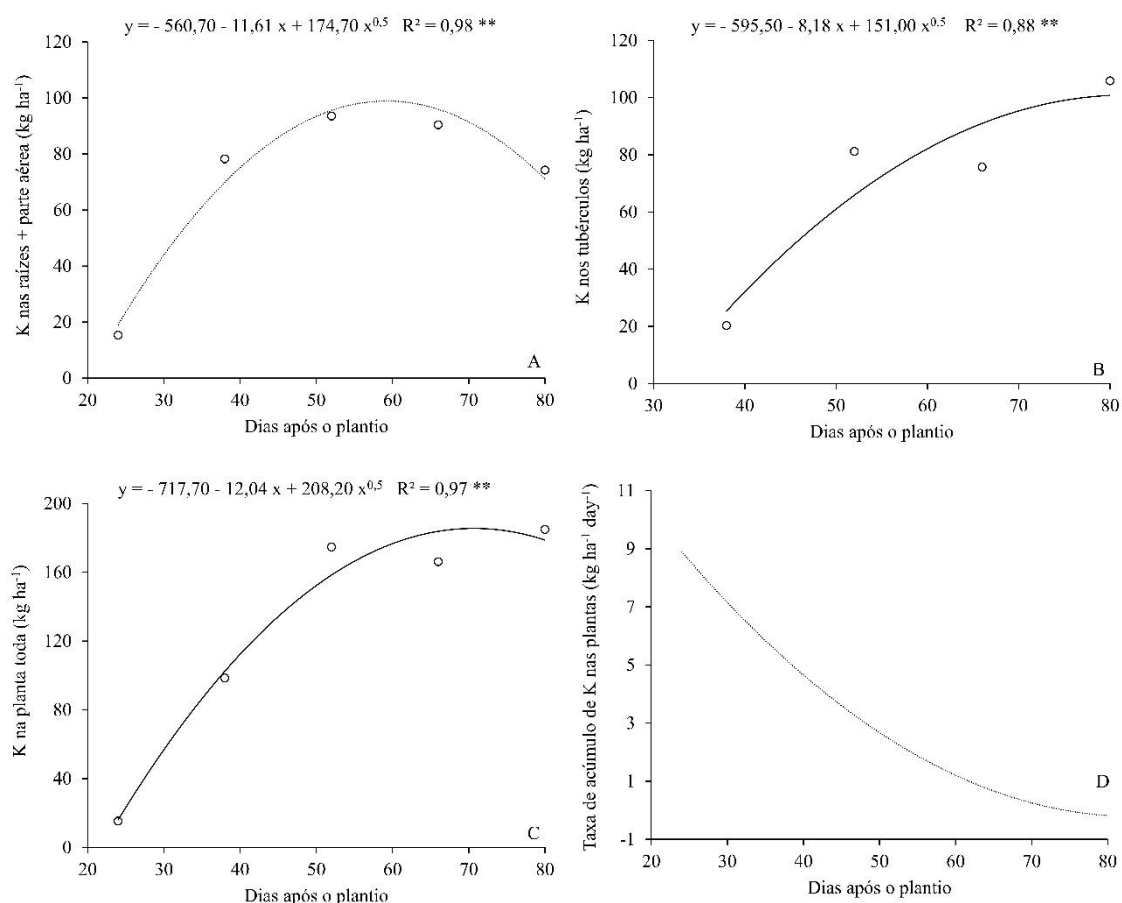 y = - 560,70 - 11,61 x + 174,70 x⁰,⁵ R² = 0,98 **
120
100
80
60
40
20
0
20 30 40 50 60 70 80
K nas raízes + parte aérea (kg ha⁻¹)
Dias após o plantio
A
y = - 595,50 - 8,18 x + 151,00 x⁰·⁵ R² = 0,88 **
120
100
80
60
40
20
0
30 40 50 60 70 80
K nos tubérculos (kg ha⁻¹)
Dias após o plantio
B
y = - 717,70 - 12,04 x + 208,20 x⁰,⁵ R² = 0,97 **
200
160
120
80
40
0
20 30 40 50 60 70 80
K na planta toda (kg ha⁻¹)
Dias após o plantio
C
11
9
7
5
3
1
-1
20 30 40 50 60 70 80
Taxa de acúmulo de K nas plantas (kg ha⁻¹ day⁻¹)
Dias após o plantio
D